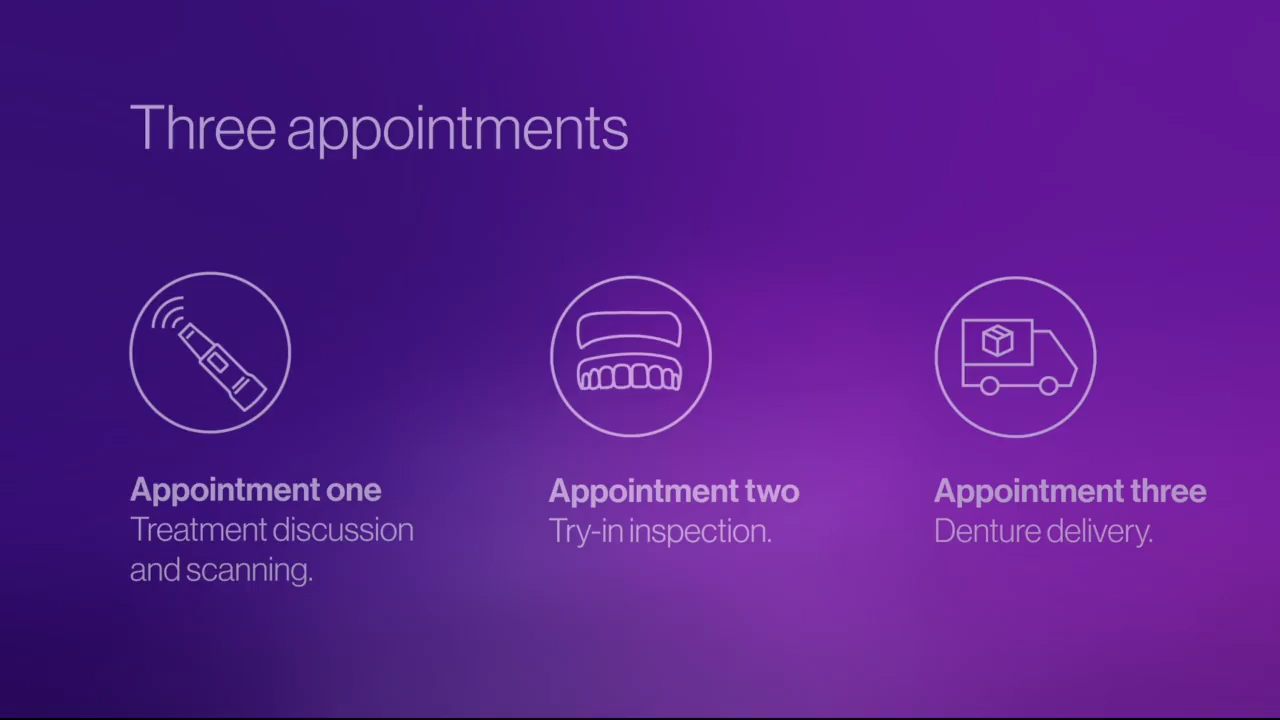 Three appointments
Appointment one
Treatment discussion
and scanning.
Appointment two
Try-in inspection.
Appointment three
Denture delivery.